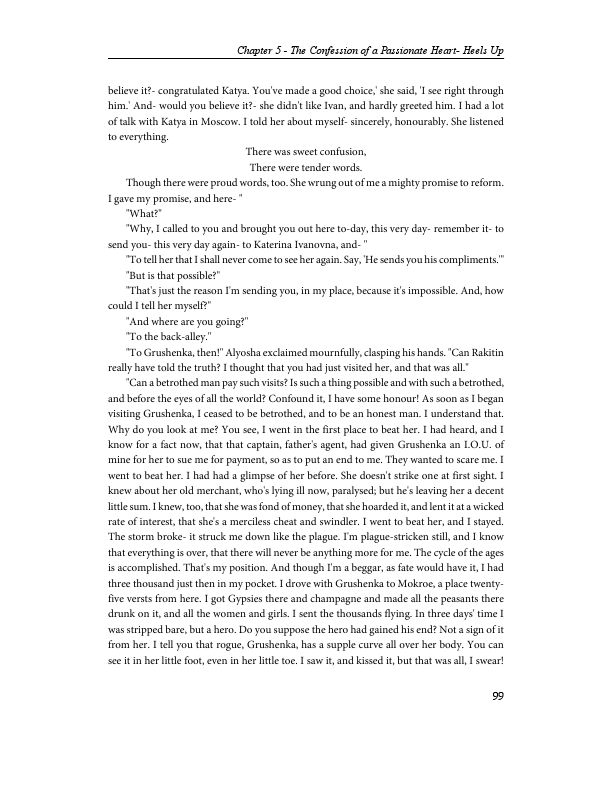 Chapter 5 - The Confession of a Passionate Heart- Heels Up
believe it?- congratulated Katya. You've made a good choice,' she said, 'I see right through
him.' And- would you believe it?- she didn't like Ivan, and hardly greeted him. I had a lot
of talk with Katya in Moscow. I told her about myself- sincerely, honourably. She listened
to everything.
There was sweet confusion,
There were tender words.
Though there were proud words, too. She wrung out of me a mighty promise to reform.
I gave my promise, and here- "
"What?"
"Why, I called to you and brought you out here to-day, this very day- remember it- to
send you- this very day again- to Katerina Ivanovna, and- "
"To tell her that I shall never come to see her again. Say, 'He sends you his compliments.'"
"But is that possible?"
"That's just the reason I'm sending you, in my place, because it's impossible. And, how
could I tell her myself?"
"And where are you going?"
"To the back-alley."
"To Grushenka, then!" Alyosha exclaimed mournfully, clasping his hands. "Can Rakitin
really have told the truth? I thought that you had just visited her, and that was all."
"Can a betrothed man pay such visits? Is such a thing possible and with such a betrothed,
and before the eyes of all the world? Confound it, I have some honour! As soon as I began
visiting Grushenka, I ceased to be betrothed, and to be an honest man. I understand that.
Why do you look at me? You see, I went in the first place to beat her. I had heard, and I
know for a fact now, that that captain, father's agent, had given Grushenka an I.O.U. of
mine for her to sue me for payment, so as to put an end to me. They wanted to scare me. I
went to beat her. I had had a glimpse of her before. She doesn't strike one at first sight. I
knew about her old merchant, who's lying ill now, paralysed; but he's leaving her a decent
little sum. I knew, too, that she was fond of money, that she hoarded it, and lent it at a wicked
rate of interest, that she's a merciless cheat and swindler. I went to beat her, and I stayed.
The storm broke- it struck me down like the plague. I'm plague-stricken still, and I know
that everything is over, that there will never be anything more for me. The cycle of the ages
is accomplished. That's my position. And though I'm a beggar, as fate would have it, I had
three thousand just then in my pocket. I drove with Grushenka to Mokroe, a place twenty-
five versts from here. I got Gypsies there and champagne and made all the peasants there
drunk on it, and all the women and girls. I sent the thousands flying. In three days' time I
was stripped bare, but a hero. Do you suppose the hero had gained his end? Not a sign of it
from her. I tell you that rogue, Grushenka, has a supple curve all over her body. You can
see it in her little foot, even in her little toe. I saw it, and kissed it, but that was all, I swear!
99